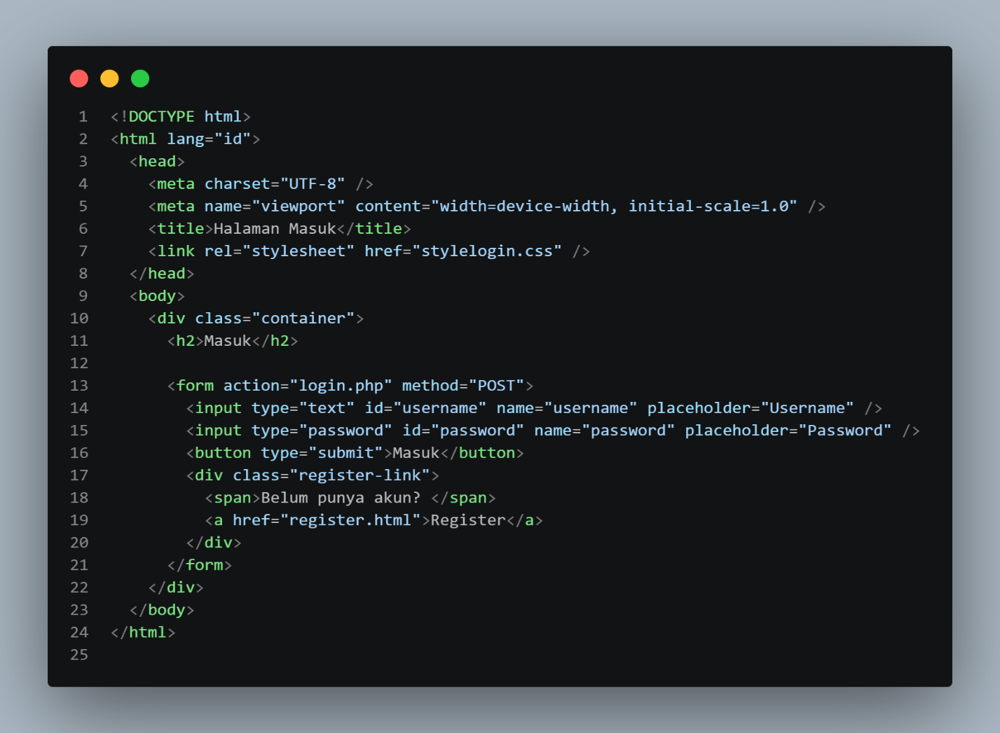 1 <!DOCTYPE html>
2 <html lang="id">
3   <head>
4     <meta charset="UTF-8" />
5     <meta name="viewport" content="width=device-width, initial-scale=1.0" />
6     <title>Halaman Masuk</title>
7     <link rel="stylesheet" href="stylelogin.css" />
8   </head>
9   <body>
10     <div class="container">
11       <h2>Masuk</h2>
12
13       <form action="login.php" method="POST">
14         <input type="text" id="username" name="username" placeholder="Username" />
15         <input type="password" id="password" name="password" placeholder="Password" />
16         <button type="submit">Masuk</button>
17         <div class="register-link">
18           <span>Belum punya akun? </span>
19           <a href="register.html">Register</a>
20         </div>
21       </form>
22     </div>
23   </body>
24 </html>
25